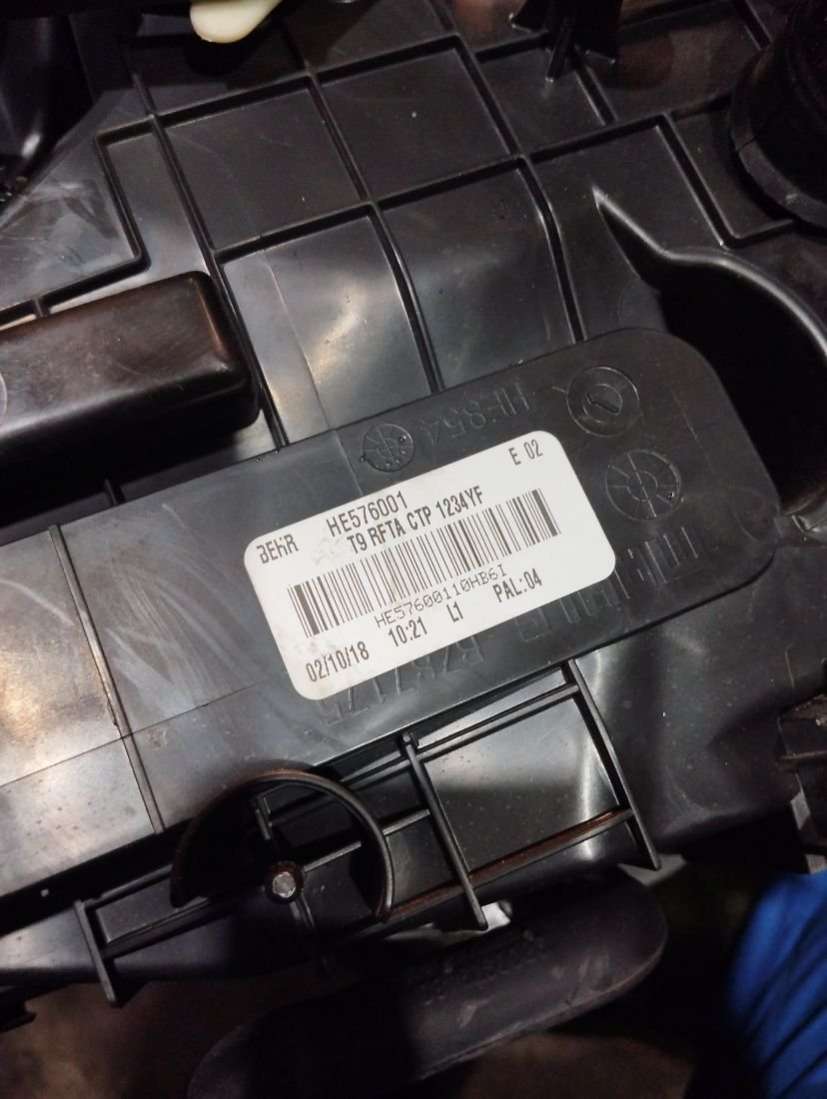 BEHR HE576001 E 02
T9 RFTA CTP 1234YF
HE57600110HB6I
02/10/18 10:21 L1 PAL:04